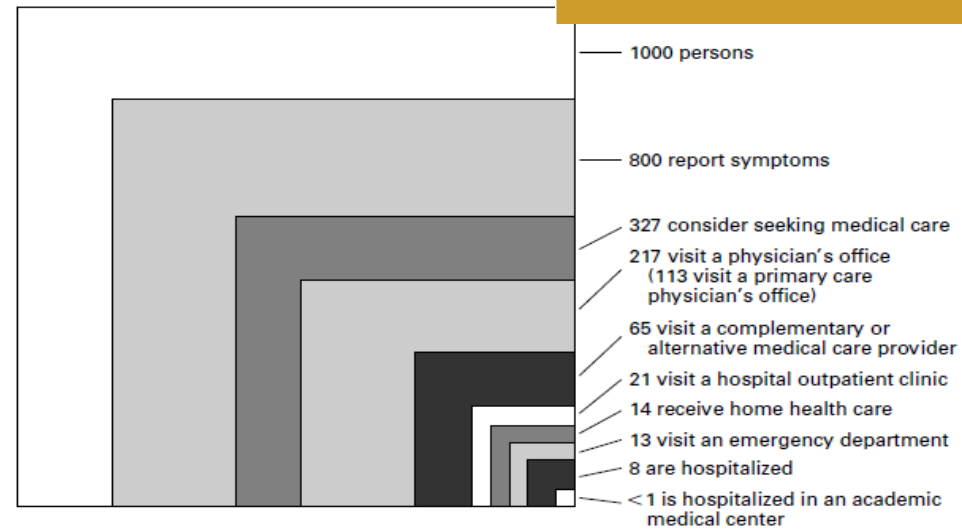 1000 persons
800 report symptoms
327 consider seeking medical care
217 visit a physician's office
(113 visit a primary care
physician's office)
65 visit a complementary or
alternative medical care provider
21 visit a hospital outpatient clinic
14 receive home health care
13 visit an emergency department
8 are hospitalized
<1 is hospitalized in an academic
medical center